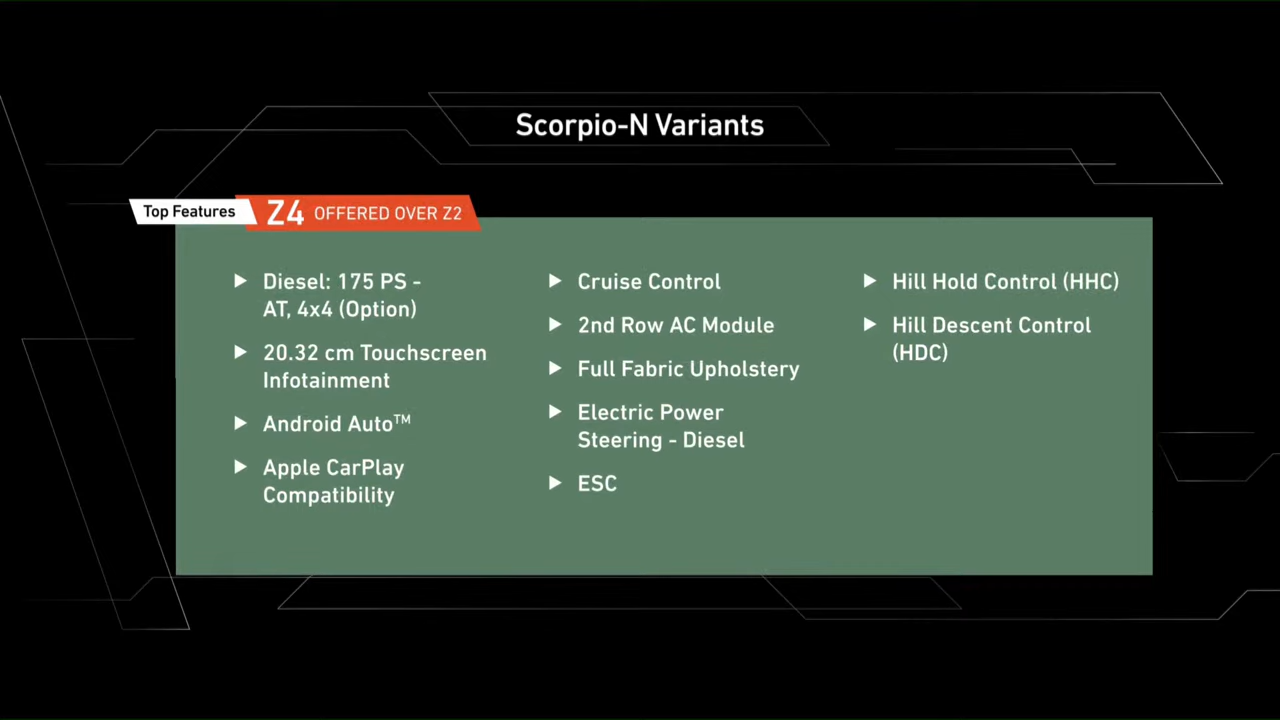 Scorpio-N Variants
Top Features
Z4 OFFERED OVER Z2
Diesel: 175 PS -
AT, 4x4 (Option)
20.32 cm Touchscreen
Infotainment
Android Auto™
Apple CarPlay
Compatibility
Cruise Control
2nd Row AC Module
Full Fabric Upholstery
Electric Power
Steering - Diesel
ESC
Hill Hold Control (HHC)
Hill Descent Control
(HDC)